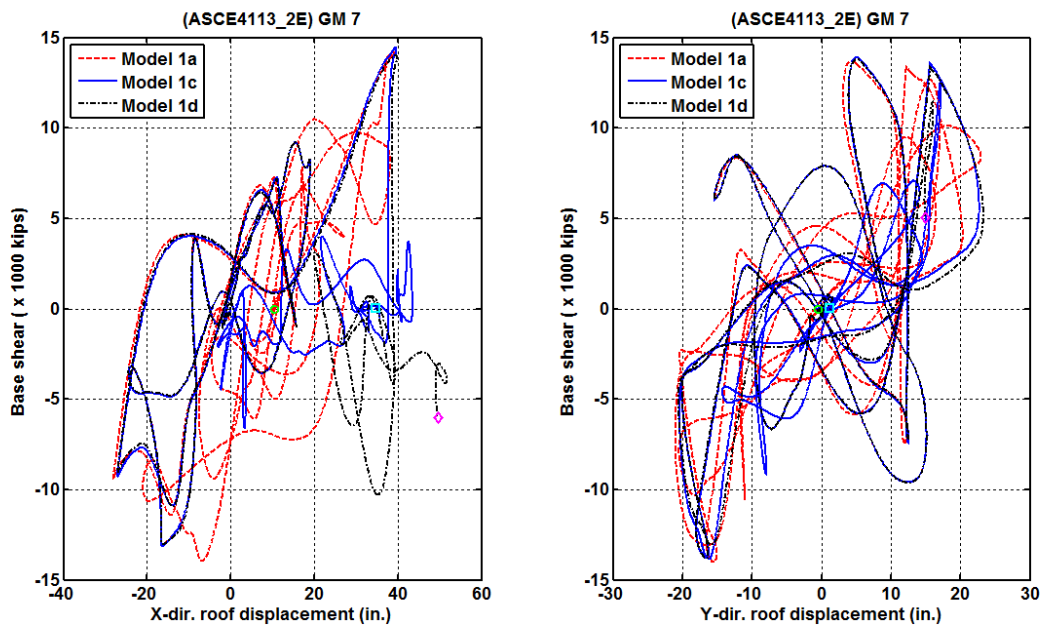 (ASCE4113_2E) GM 7
Model 1a
Model 1c
Model 1d
15
10
5
0
-5
-10
-15
-40
-20
0
20
40
60
Base shear ( x 1000 kips)
X-dir. roof displacement (in.)
(ASCE4113_2E) GM 7
Model 1a
Model 1c
Model 1d
15
10
5
0
-5
-10
-15
-30
-20
-10
0
10
20
30
Base shear ( x 1000 kips)
Y-dir. roof displacement (in.)